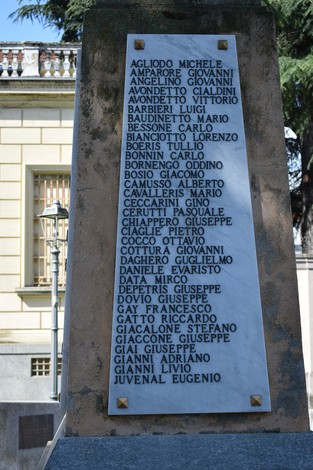 AGLIODO MICHELE
AMPARORE GIOVANNI
ANGELINO GIOVANNI
AVONDETTO CIALDINI
AVONDETTO VITTORIO
BARBIERI LUIGI
BAUDINETTO MARIO
BESSONE CARLO
BIANCIOTTO LORENZO
BOERIS TULLIO
BONNIN CARLO
BORNENGO ODDINO
BOSIO GIACOMO
CAMUSSO ALBERTO
CAVALLERIS MARIO
CECCARINI GINO
CERUTTI PASQUALE
CHIAPPERO GIUSEPPE
CIAGLIE PIETRO
COCCO OTTAVIO
COTTURA GIOVANNI
DAGHERO GUGLIELMO
DANIELE EVARISTO
DATA MIRCO
DEPETRIS GIUSEPPE
DOVIO GIUSEPPE
GAY FRANCESCO
GATTO RICCARDO
GIACALONE STEFANO
GIACCONE GIUSEPPE
GIAI GIUSEPPE
GIANNI ADRIANO
GIANNI LIVIO
JUVENAL EUGENIO